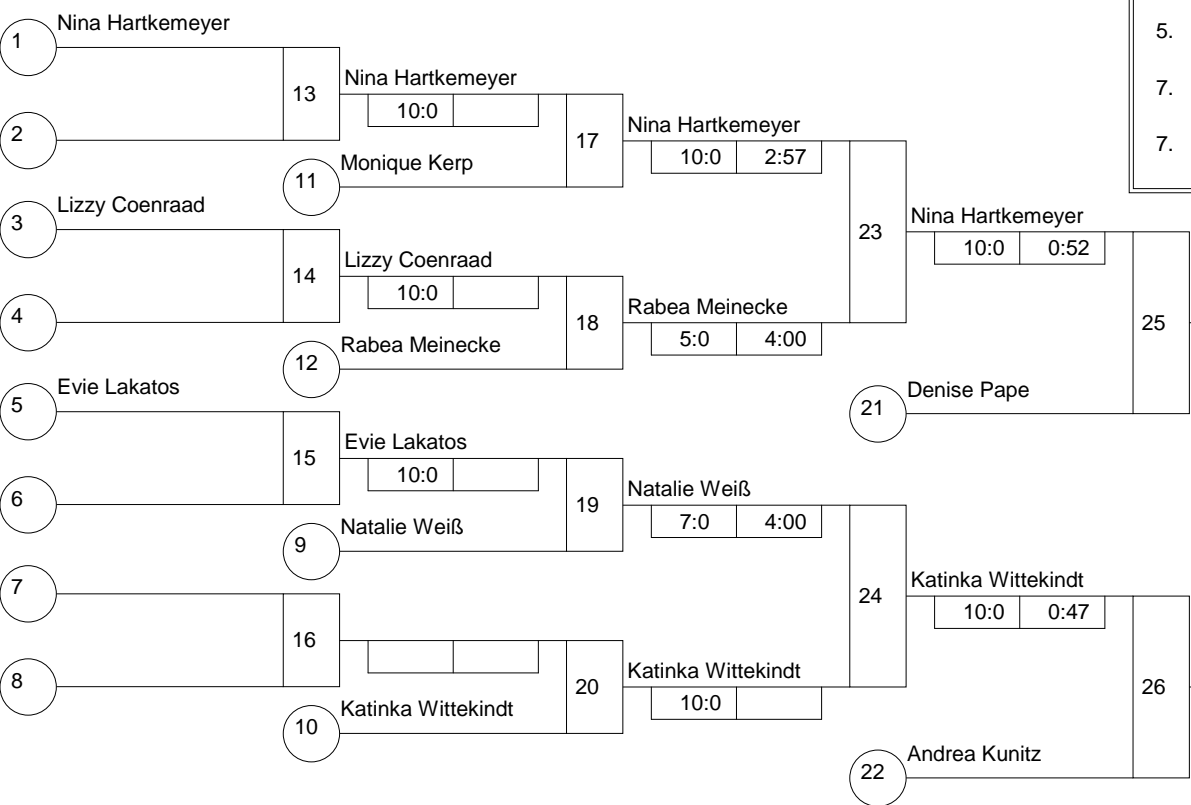 Nina Hartkemeyer
1
5.
13
Nina Hartkemeyer
10:0
7.
2
17
Nina Hartkemeyer
10:0 2:57
7.
11
Monique Kerp
3
Lizzy Coenraad
23
Nina Hartkemeyer
10:0 0:52
14
Lizzy Coenraad
10:0
4
18
Rabea Meinecke
5:0 4:00
25
12
Rabea Meinecke
5
Evie Lakatos
21
Denise Pape
15
Evie Lakatos
10:0
6
19
Natalie Weiß
7:0 4:00
9
Natalie Weiß
7
24
Katinka Wittekindt
10:0 0:47
16
8
20
Katinka Wittekindt
10:0
26
10
Katinka Wittekindt
22
Andrea Kunitz